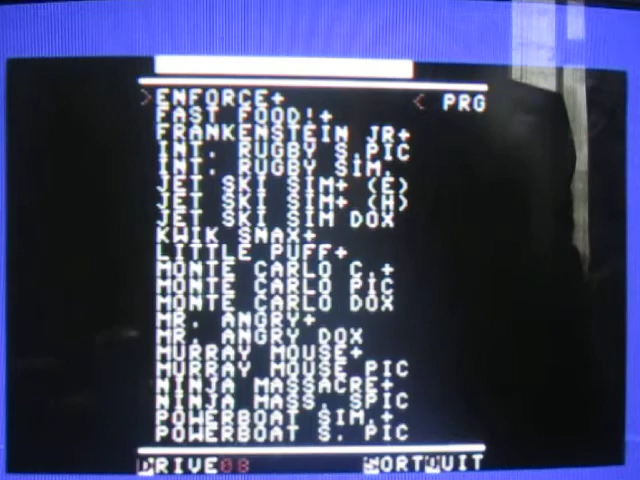 >ENFORCE+ < PRG
FAST FOOD!+
FRANKENSTEIN JR+
INT. RUGBY S.PIC
INT. RUGBY SIM.
JET SKI SIM+ (E)
JET SKI SIM+ (H)
JET SKI SIM DOX
KWIK SNAX+
LITTLE PUFF+
MONTE CARLO C.+
MONTE CARLO PIC
MONTE CARLO DOX
MR. ANGRY+
MR. ANGRY DOX
MURRAY MOUSE+
MURRAY MOUSE PIC
NINJA MASSACRE+
NINJA MASS. SPIC
POWERBOAT SIM.+
POWERBOAT S. PIC
DRIVE08 SORT QUIT